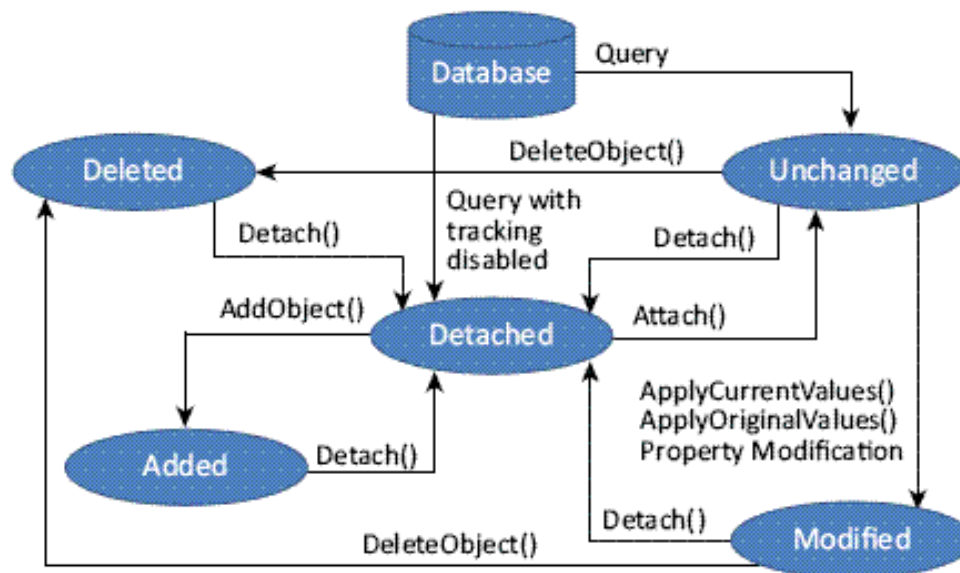 Database
Query
Deleted
DeleteObject()
Unchanged
Query with
tracking
disabled
Detach()
Detach()
AddObject()
Detached
Attach()
ApplyCurrentValues()
ApplyOriginalValues()
Property Modification
Added
Detach()
Detach()
Modified
DeleteObject()